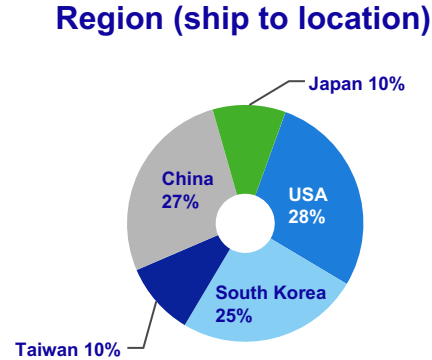 Region (ship to location)
Japan 10%
China
27%
USA
28%
South Korea
25%
Taiwan 10%